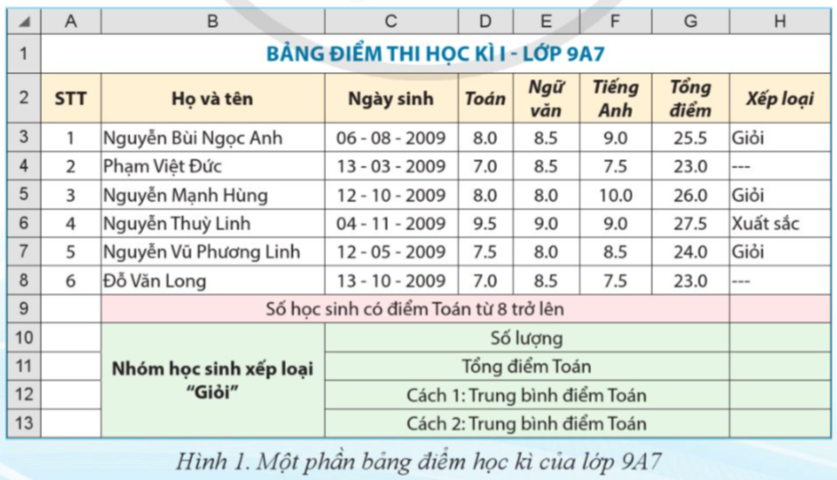 A B C D E F G H
1 BẢNG ĐIỂM THI HỌC KÌ I - LỚP 9A7
2 STT Họ và tên Ngày sinh Toán Ngữ văn Tiếng Anh Tổng điểm Xếp loại
3 1 Nguyễn Bùi Ngọc Anh 06 - 08 - 2009 8.0 8.5 9.0 25.5 Giỏi
4 2 Phạm Việt Đức 13 - 03 - 2009 7.0 8.5 7.5 23.0 ---
5 3 Nguyễn Mạnh Hùng 12 - 10 - 2009 8.0 8.0 10.0 26.0 Giỏi
6 4 Nguyễn Thuỳ Linh 04 - 11 - 2009 9.5 9.0 9.0 27.5 Xuất sắc
7 5 Nguyễn Vũ Phương Linh 12 - 05 - 2009 7.5 8.0 8.5 24.0 Giỏi
8 6 Đỗ Văn Long 13 - 10 - 2009 7.0 8.5 7.5 23.0 ---
9 Số học sinh có điểm Toán từ 8 trở lên
10 Nhóm học sinh xếp loại "Giỏi" Số lượng
11 Tổng điểm Toán
12 Cách 1: Trung bình điểm Toán
13 Cách 2: Trung bình điểm Toán
Hình 1. Một phần bảng điểm học kì của lớp 9A7